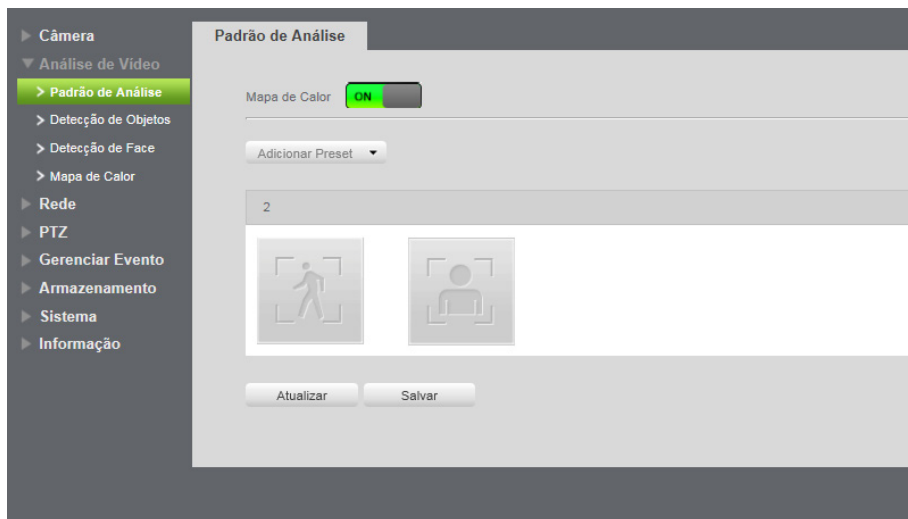 Câmera
Análise de Vídeo
Padrão de Análise
Detecção de Objetos
Detecção de Face
Mapa de Calor
Rede
PTZ
Gerenciar Evento
Armazenamento
Sistema
Informação
Padrão de Análise
Mapa de Calor ON
Adicionar Preset
2
Atualizar Salvar